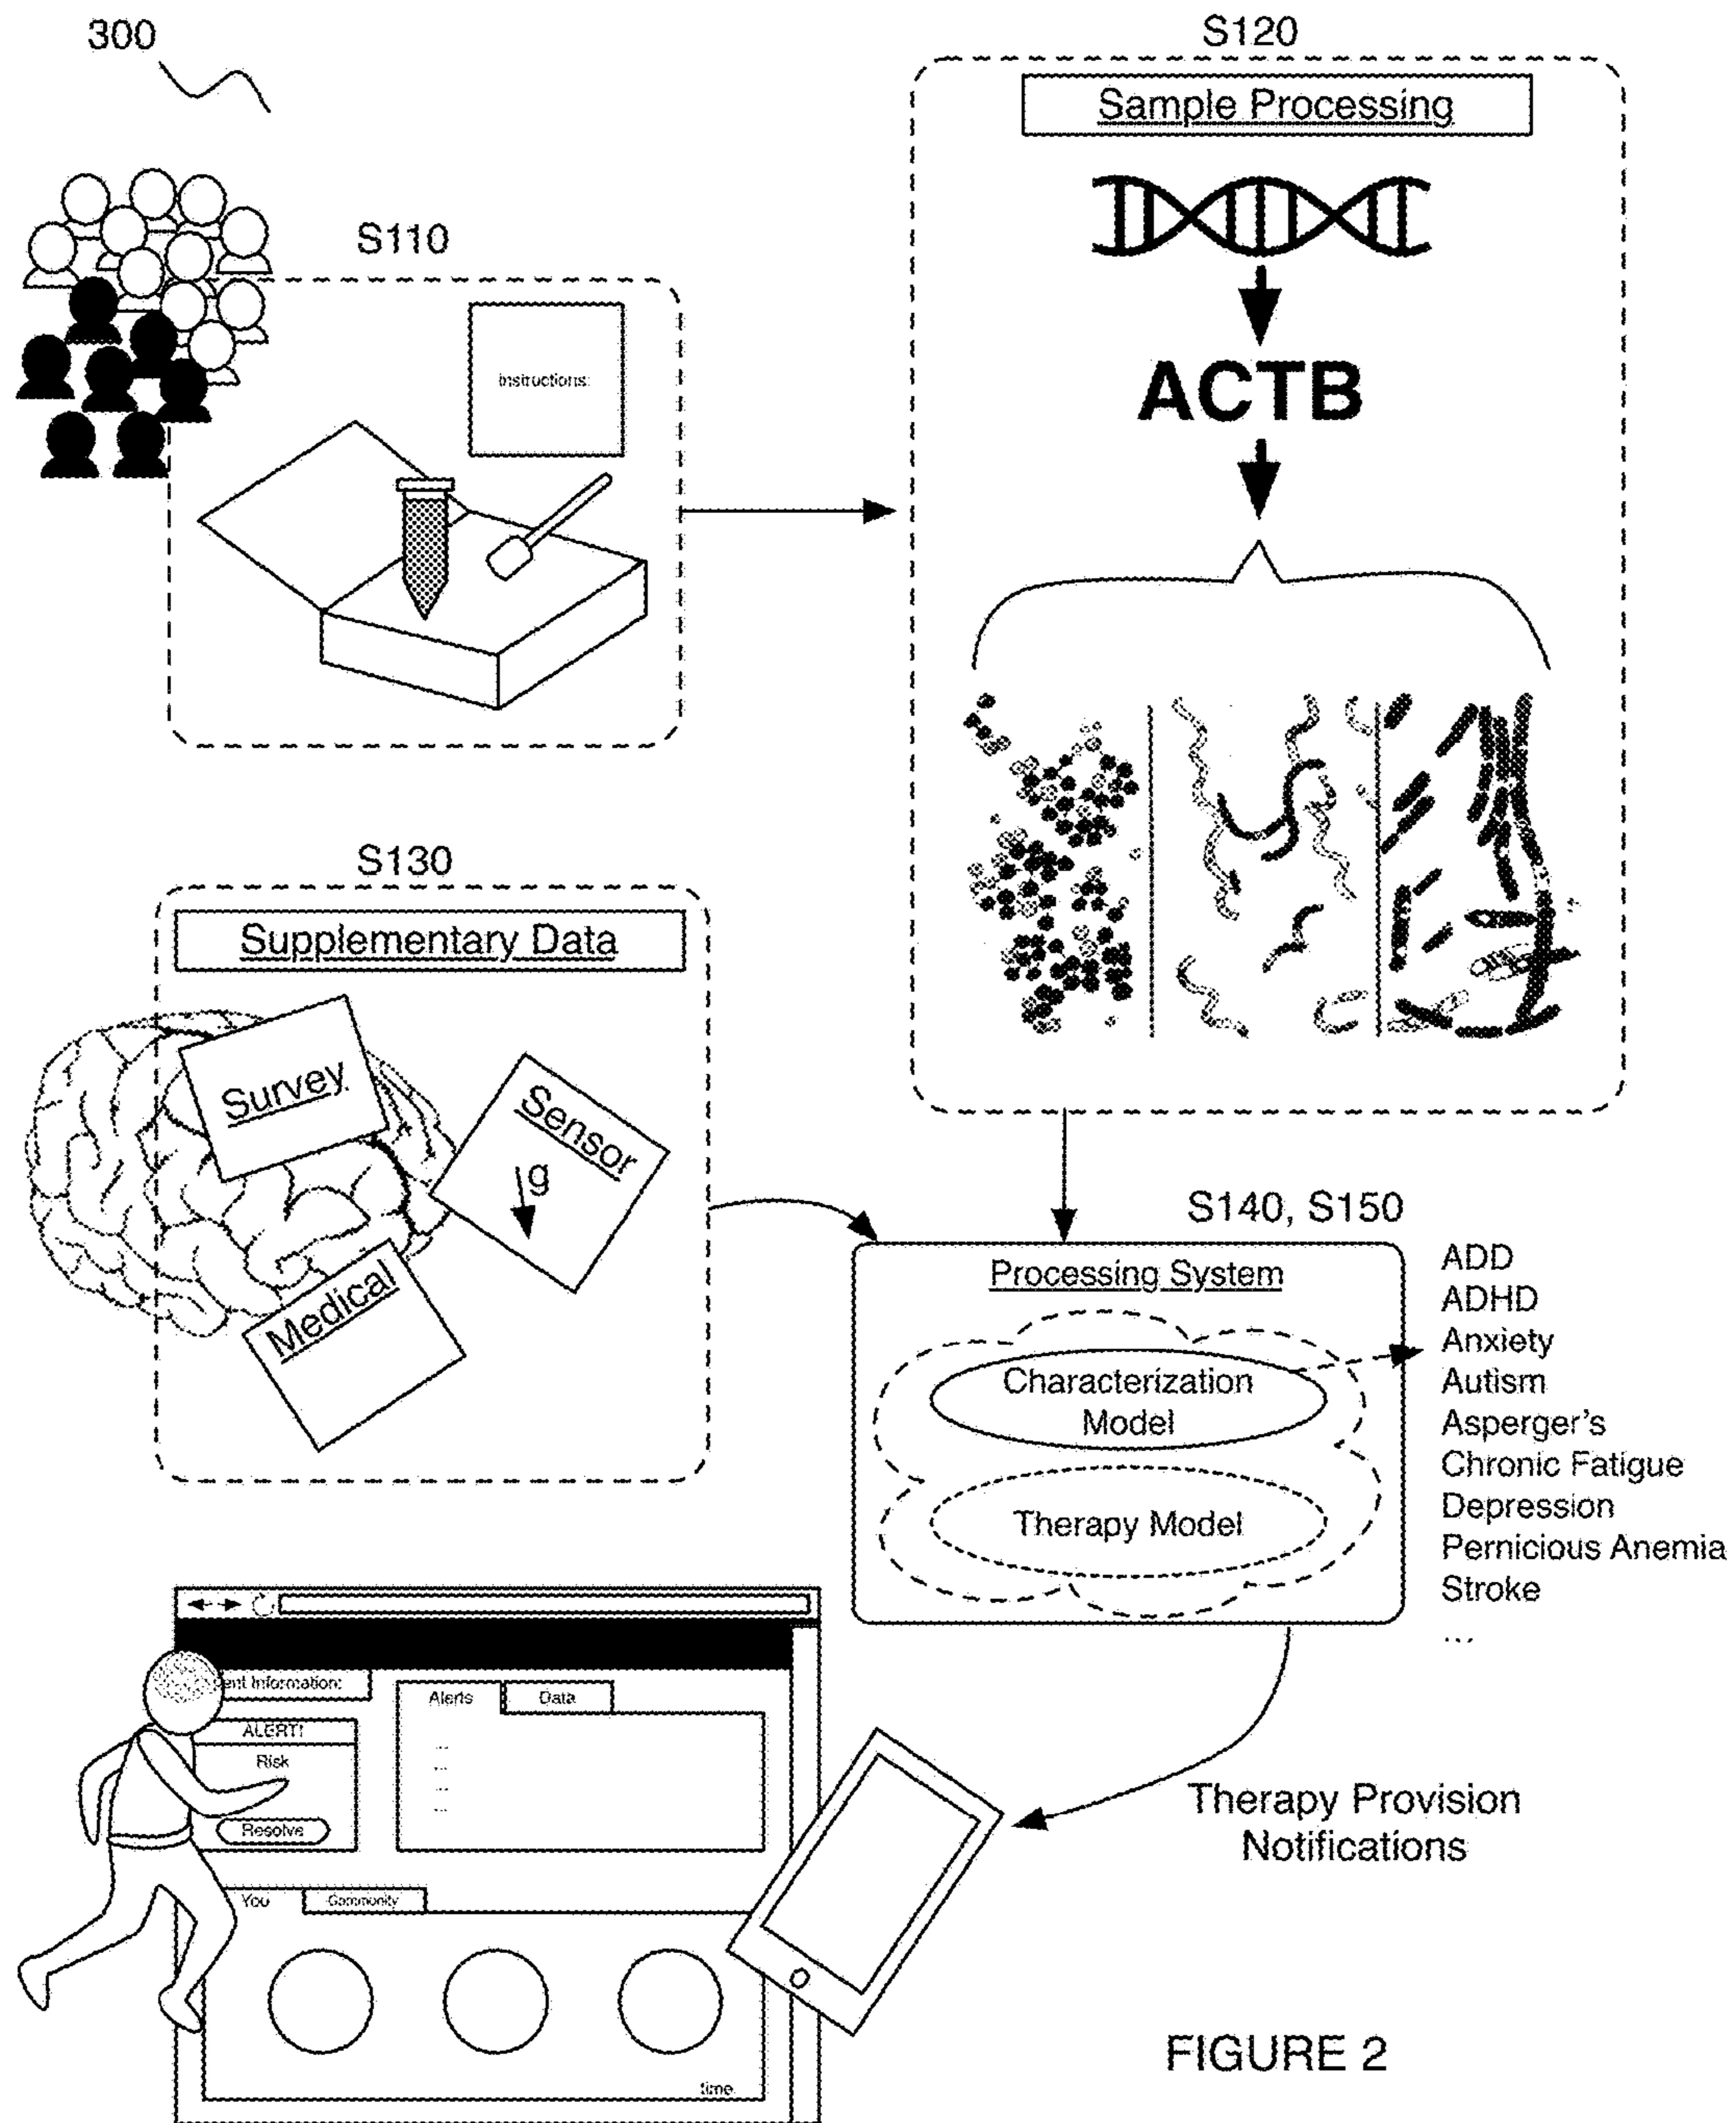 300
S110
Instructions:
S120
Sample Processing
ACTB
S130
Supplementary Data
Survey
Sensor
g
Medical
S140, S150
Processing System
Characterization
Model
Therapy Model
ADD
ADHD
Anxiety
Autism
Asperger's
Chronic Fatigue
Depression
Pernicious Anemia
Stroke
...
ent Information:
ALERT!
Risk
Resolve
Alerts
Data
...
...
...
...
You
Community
time
Therapy Provision
Notifications
FIGURE 2